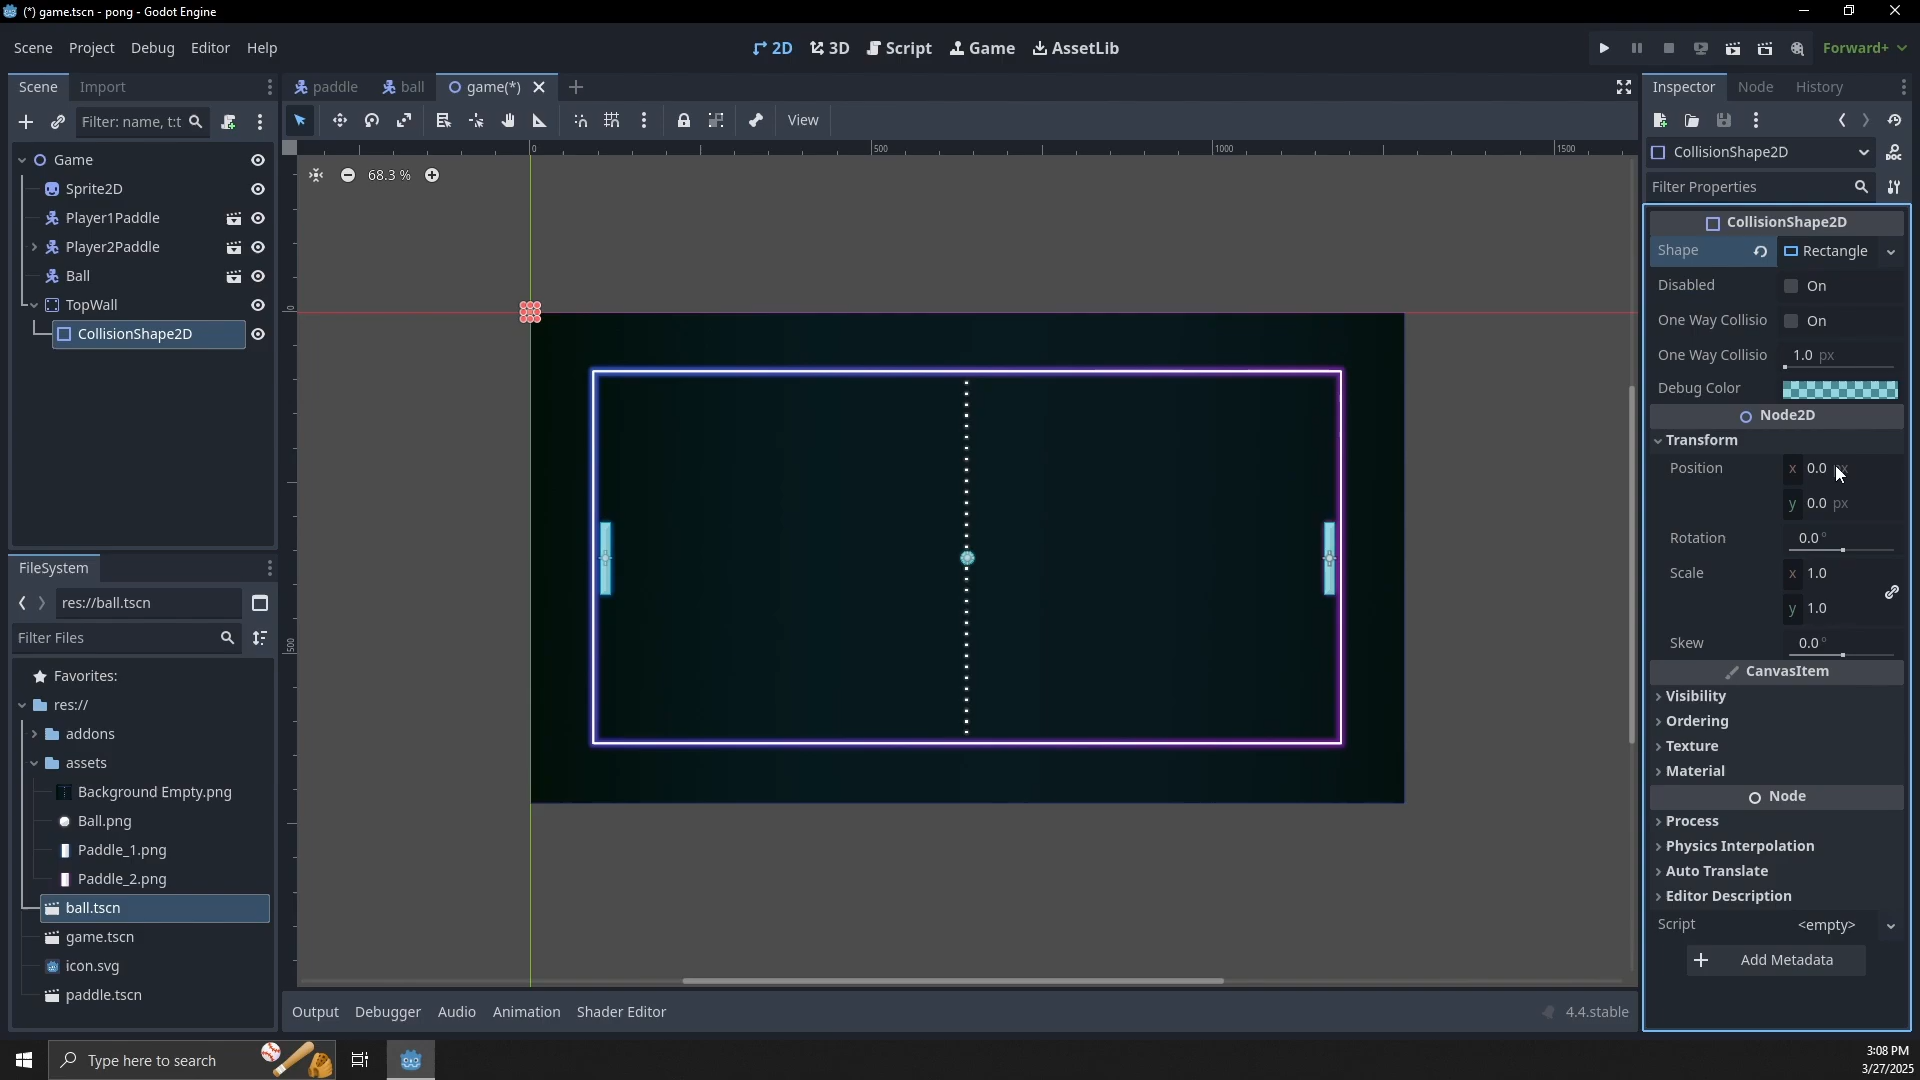 (*) game.tscn - pong - Godot Engine
Scene Project Debug Editor Help
2D 3D Script Game AssetLib
Forward+
Scene Import
paddle ball game(*)
Inspector Node History
Filter: name, t:t
View
CollisionShape2D
DOC
Filter Properties
0 500 1000 1500
68.3 %
Game
Sprite2D
Player1Paddle
Player2Paddle
Ball
TopWall
CollisionShape2D
0
500
CollisionShape2D
Shape Rectangle
Disabled On
One Way Collisio On
One Way Collisio 1.0 px
Debug Color
Node2D
Transform
Position x 0.0 px
y 0.0 px
Rotation 0.0 °
Scale x 1.0
y 1.0
Skew 0.0 °
CanvasItem
Visibility
Ordering
Texture
Material
Node
Process
Physics Interpolation
Auto Translate
Editor Description
Script <empty>
Add Metadata
FileSystem
res://ball.tscn
Filter Files
Favorites:
res://
addons
assets
Background Empty.png
Ball.png
Paddle_1.png
Paddle_2.png
ball.tscn
game.tscn
icon.svg
paddle.tscn
Output Debugger Audio Animation Shader Editor
4.4.stable
Type here to search
3:08 PM
3/27/2025